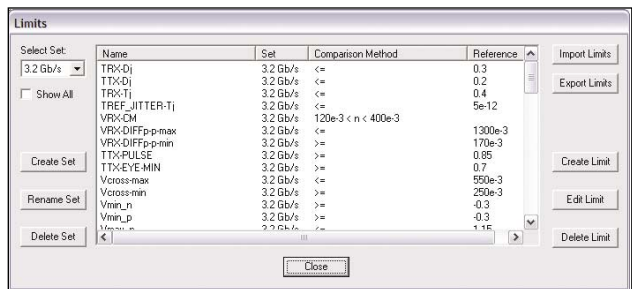 Limits
Select Set:
3.2 Gb/s
Show All
Create Set
Rename Set
Delete Set
Name Set Comparison Method Reference
TRX-Dj 3.2 Gb/s <= 0.3
TTX-Dj 3.2 Gb/s <= 0.2
TRX-Tj 3.2 Gb/s <= 0.4
TREF_JITTER-Tj 3.2 Gb/s <= 5e-12
VRX-CM 3.2 Gb/s 120e-3 < n < 400e-3
VRX-DIFFp-p-max 3.2 Gb/s <= 1300e-3
VRX-DIFFp-p-min 3.2 Gb/s >= 170e-3
TTX-PULSE 3.2 Gb/s >= 0.85
TTX-EYE-MIN 3.2 Gb/s >= 0.7
Vcross-max 3.2 Gb/s <= 550e-3
Vcross-min 3.2 Gb/s >= 250e-3
Vmin_n 3.2 Gb/s >= -0.3
Vmin_p 3.2 Gb/s >= -0.3
Vmax_n 3.2 Gb/s <= 1.15
Import Limits
Export Limits
Create Limit
Edit Limit
Delete Limit
Close